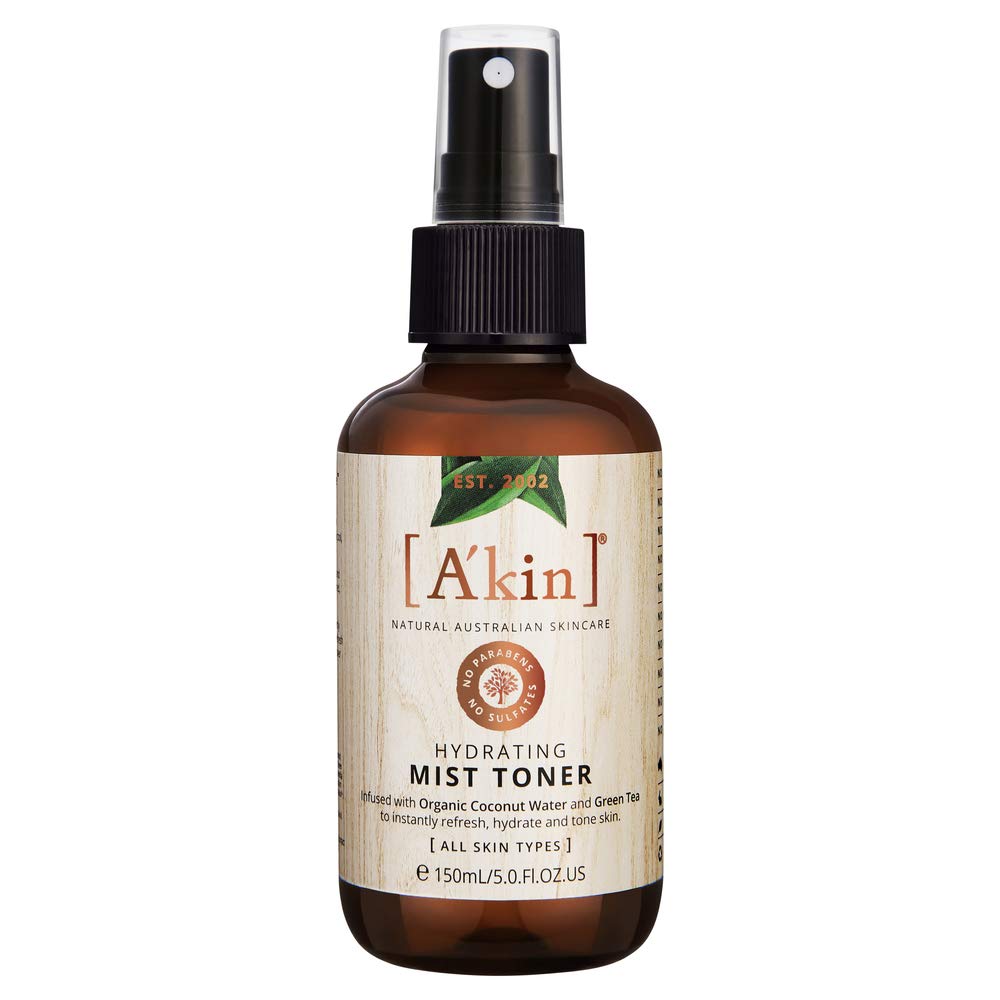 EST. 2002
[A'kin]®
NATURAL AUSTRALIAN SKINCARE
NO PARABENS
NO SULFATES
HYDRATING
MIST TONER
Infused with Organic Coconut Water and Green Tea
to instantly refresh, hydrate and tone skin.
[ ALL SKIN TYPES ]
℮ 150mL/5.0.Fl.OZ.US